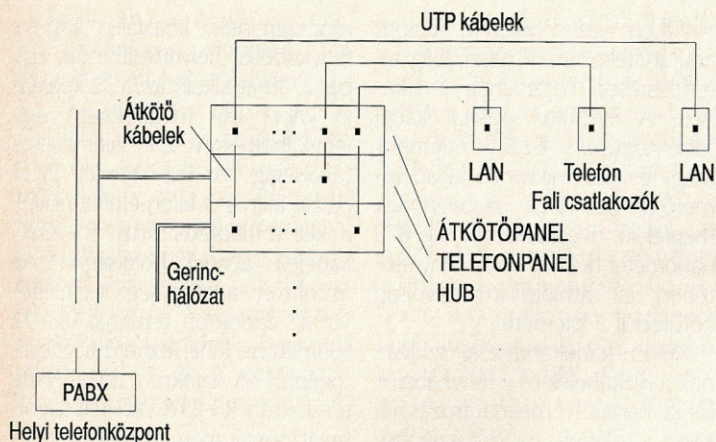 UTP kábelek
Átkötő
kábelek
LAN
Telefon
LAN
Fali csatlakozók
ÁTKÖTŐPANEL
TELEFONPANEL
HUB
Gerinc-
hálózat
PABX
Helyi telefonközpont